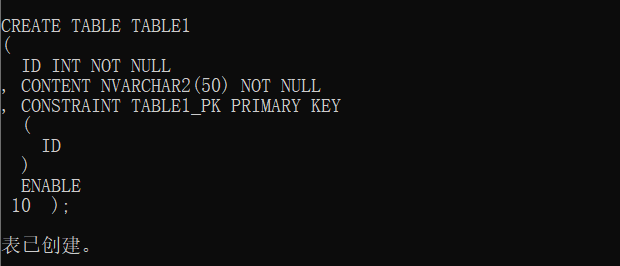 CREATE TABLE TABLE1
(
ID INT NOT NULL
, CONTENT NVARCHAR2(50) NOT NULL
, CONSTRAINT TABLE1_PK PRIMARY KEY
(
ID
)
ENABLE
10 );
表已创建。